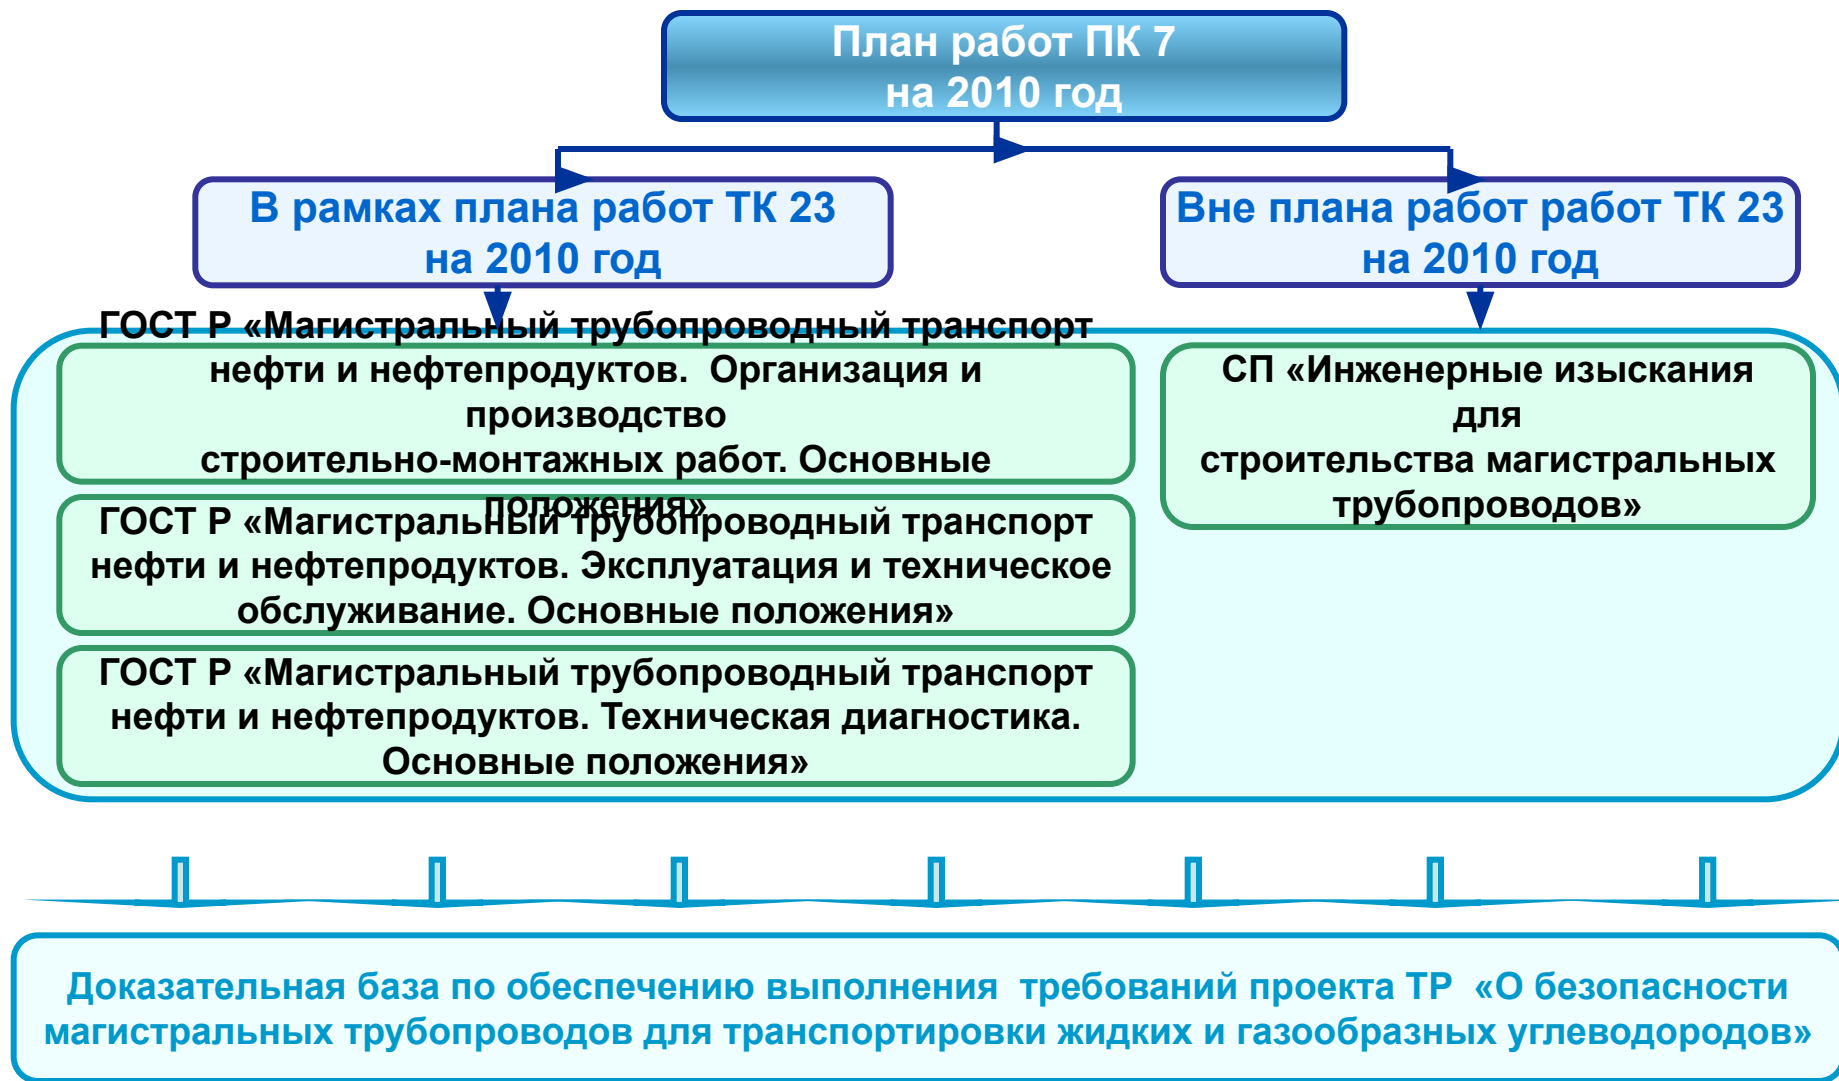 План работ ПК 7
на 2010 год
В рамках плана работ ТК 23
на 2010 год
Вне плана работ работ ТК 23
на 2010 год
ГОСТ Р «Магистральный трубопроводный транспорт
нефти и нефтепродуктов. Организация и
производство
строительно-монтажных работ. Основные
положения»
ГОСТ Р «Магистральный трубопроводный транспорт
нефти и нефтепродуктов. Эксплуатация и техническое
обслуживание. Основные положения»
ГОСТ Р «Магистральный трубопроводный транспорт
нефти и нефтепродуктов. Техническая диагностика.
Основные положения»
СП «Инженерные изыскания
для
строительства магистральных
трубопроводов»
Доказательная база по обеспечению выполнения требований проекта ТР «О безопасности
магистральных трубопроводов для транспортировки жидких и газообразных углеводородов»